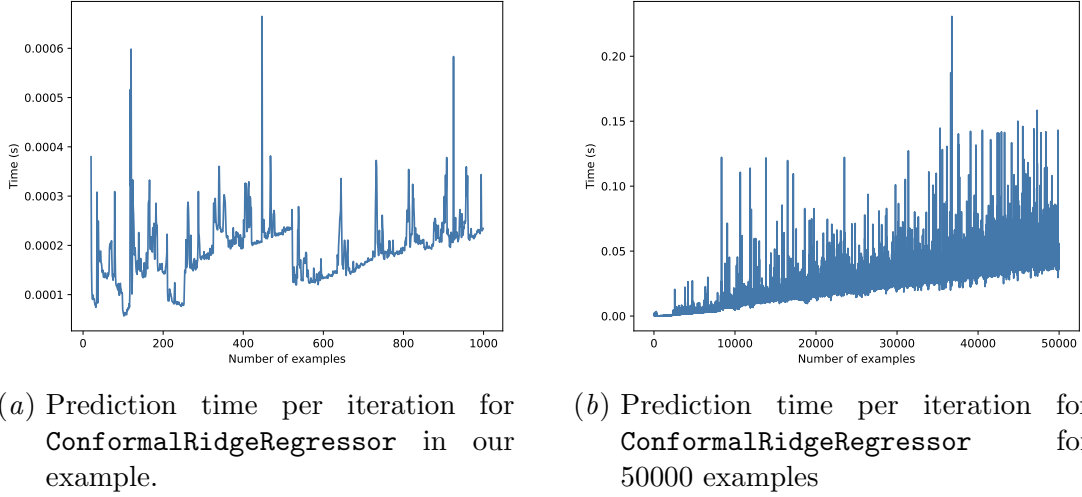 0.0006
0.0005
0.0004
0.0003
0.0002
0.0001
Time (s)
0 200 400 600 800 1000
Number of examples
0.20
0.15
0.10
0.05
0.00
Time (s)
0 10000 20000 30000 40000 50000
Number of examples
(a) Prediction time per iteration for
ConformalRidgeRegressor in our
example.
(b) Prediction time per iteration for
ConformalRidgeRegressor for
50000 examples